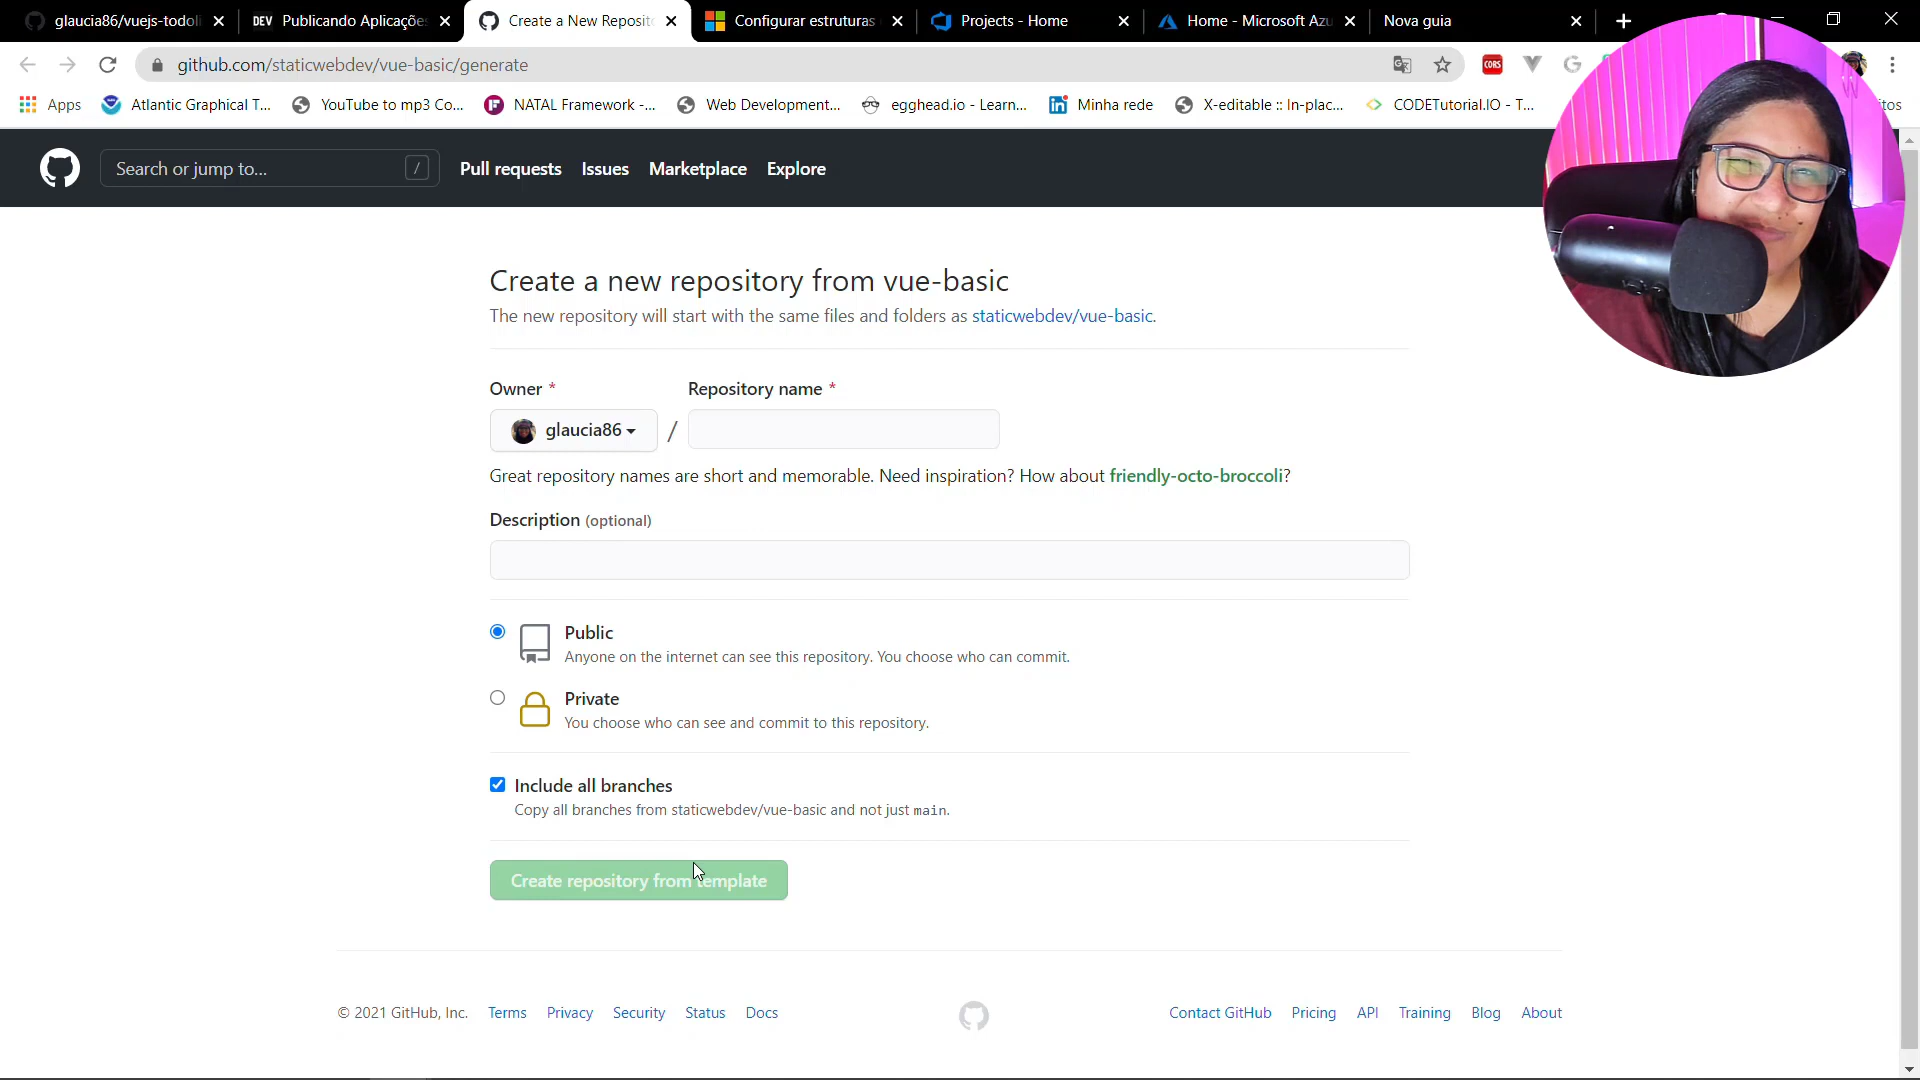 glaucia86/vuejs-todoli
DEV Publicando Aplicaçõe
Create a New Reposit
Configurar estruturas
Projects - Home
Home - Microsoft Azu
Nova guia
github.com/staticwebdev/vue-basic/generate
CORS
Apps
Atlantic Graphical T...
YouTube to mp3 Co...
NATAL Framework -...
Web Development...
egghead.io - Learn...
Minha rede
X-editable :: In-plac...
CODETutorial.IO - T...
itos
Search or jump to...
/
Pull requests
Issues
Marketplace
Explore
Create a new repository from vue-basic
The new repository will start with the same files and folders as staticwebdev/vue-basic.
Owner *
Repository name *
glaucia86
/
Great repository names are short and memorable. Need inspiration? How about friendly-octo-broccoli?
Description (optional)
Public
Anyone on the internet can see this repository. You choose who can commit.
Private
You choose who can see and commit to this repository.
Include all branches
Copy all branches from staticwebdev/vue-basic and not just main.
Create repository from template
© 2021 GitHub, Inc.
Terms
Privacy
Security
Status
Docs
Contact GitHub
Pricing
API
Training
Blog
About